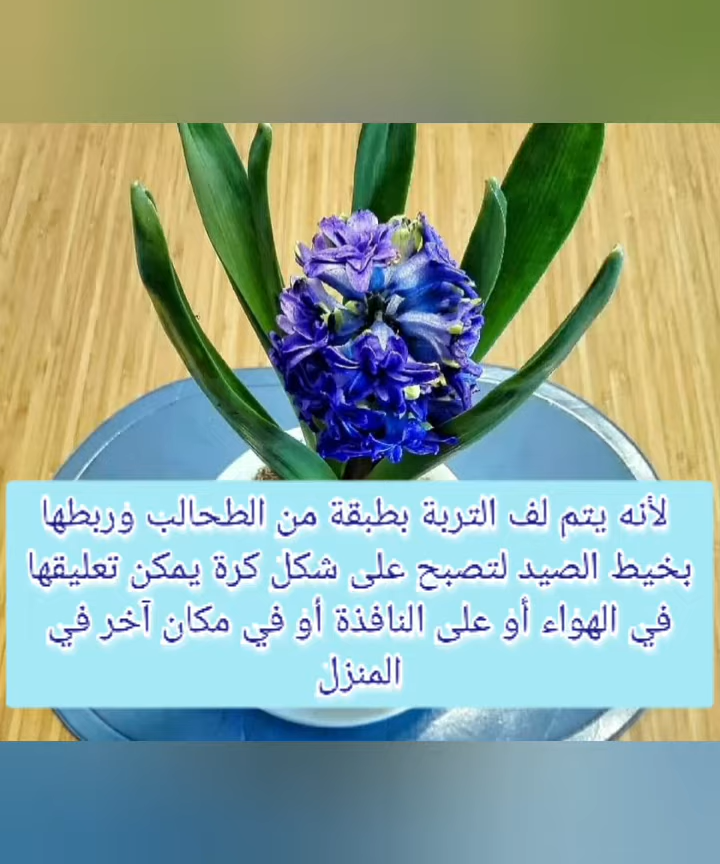 لأنه يتم لف التربة بطبقة من الطحالب وربطها
بخيط الصيد لتصبح على شكل كرة يمكن تعليقها
في الهواء أو على النافذة أو في مكان آخر في
المنزل